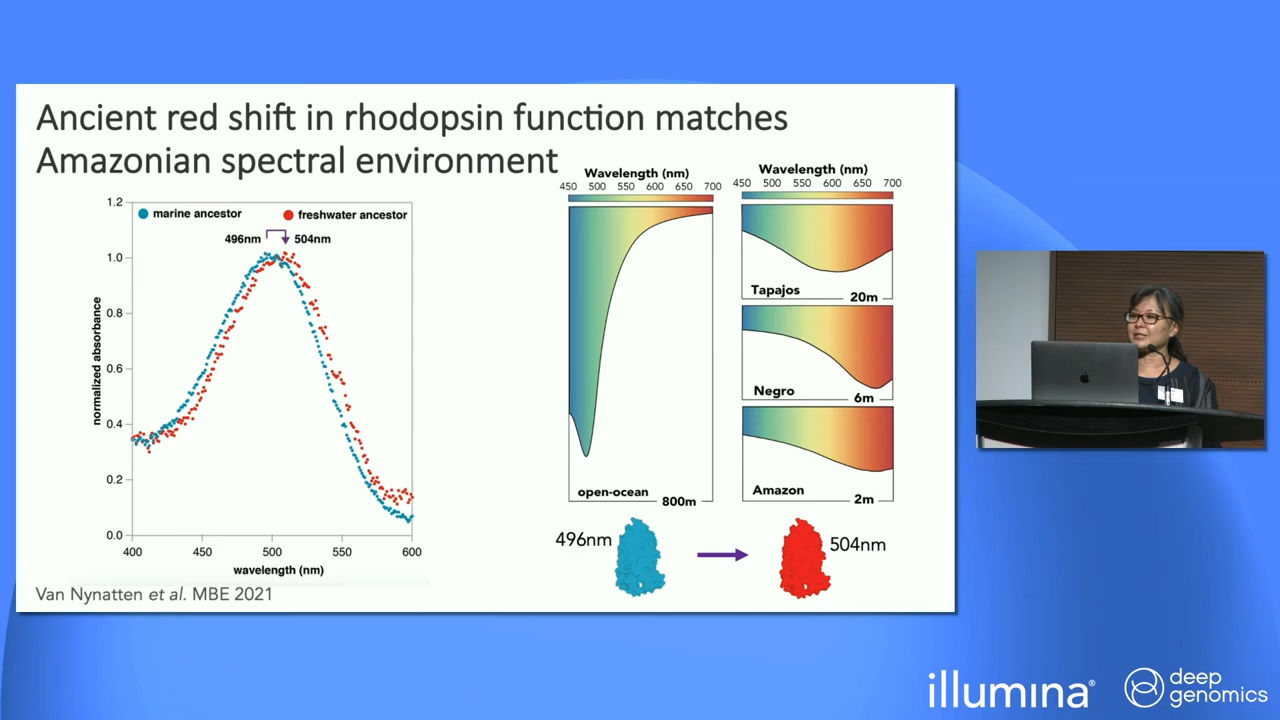 Ancient red shift in rhodopsin function matches
Amazonian spectral environment
1.2
1.0
0.8
0.6
0.4
0.2
0.0
normalized absorbance
marine ancestor
freshwater ancestor
496nm
504nm
400
450
500
550
600
wavelength (nm)
Wavelength (nm)
450 500 550 600 650 700
open-ocean
800m
Wavelength (nm)
450 500 550 600 650 700
Tapajos
20m
Negro
6m
Amazon
2m
496nm
504nm
Van Nynatten et al. MBE 2021
illumina®
deep
genomics